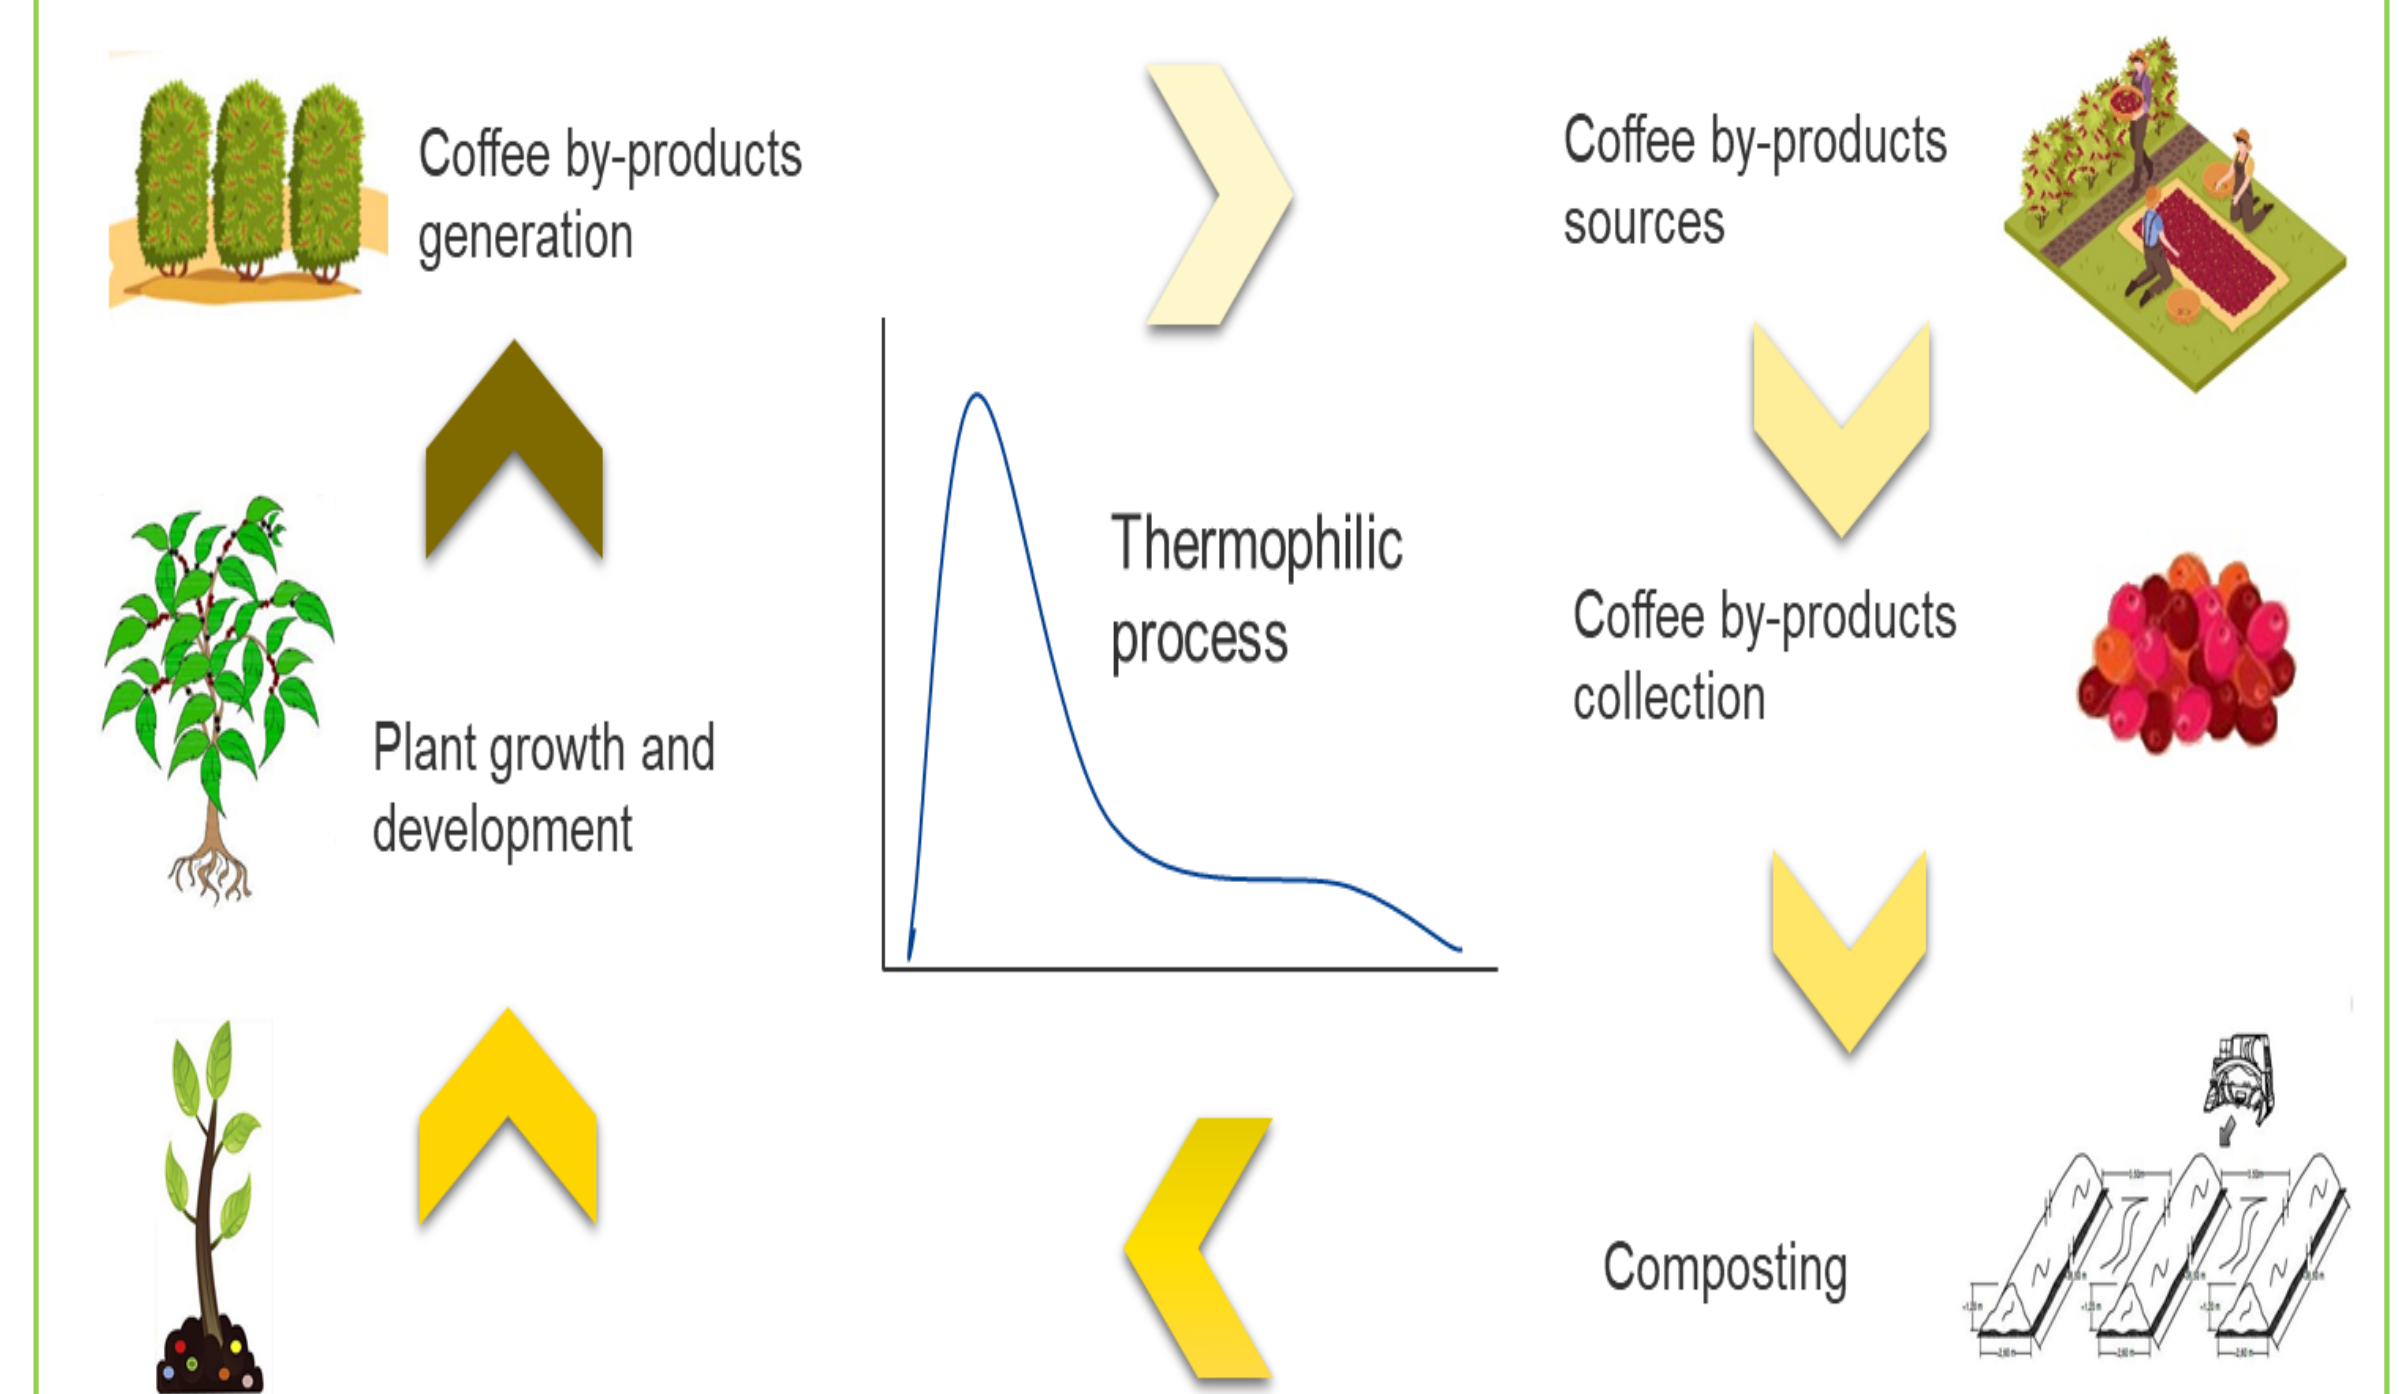 Coffee by-products
generation
Coffee by-products
sources
Thermophilic
process
Coffee by-products
collection
Plant growth and
development
Composting